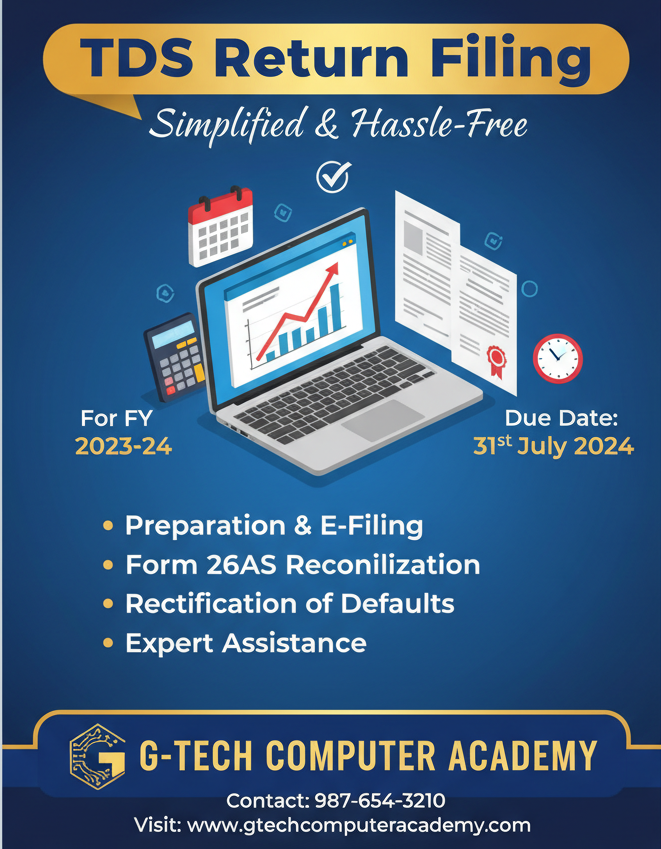 TDS Return Filing
Simplified & Hassle-Free
For FY
2023-24
Due Date:
31st July 2024
• Preparation & E-Filing
• Form 26AS Reconilization
• Rectification of Defaults
• Expert Assistance
G-TECH COMPUTER ACADEMY
Contact: 987-654-3210
Visit: www.gtechcomputeracademy.com